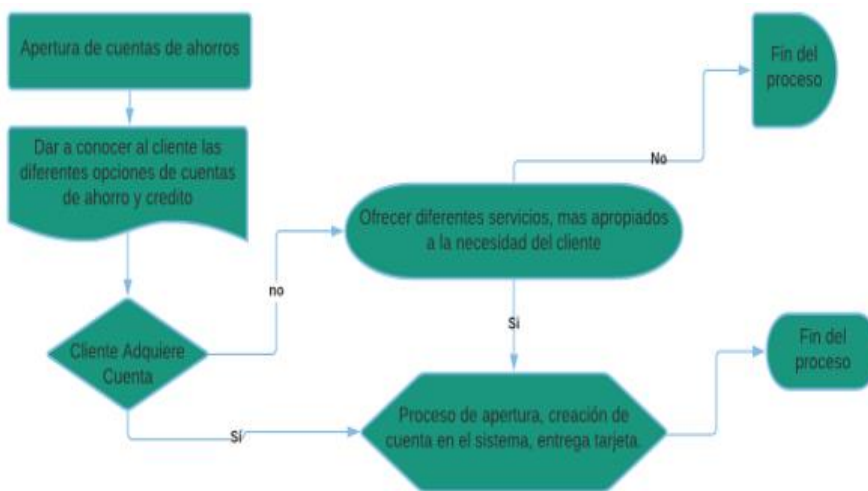 Apertura de cuentas de ahorros
Dar a conocer al cliente las
diferentes opciones de cuentas
de ahorro y credito
Cliente Adquiere
Cuenta
no
Sí
Ofrecer diferentes servicios, mas apropiados
a la necesidad del cliente
No
Fin del
proceso
Si
Proceso de apertura, creación de
cuenta en el sistema, entrega tarjeta.
Fin del
proceso